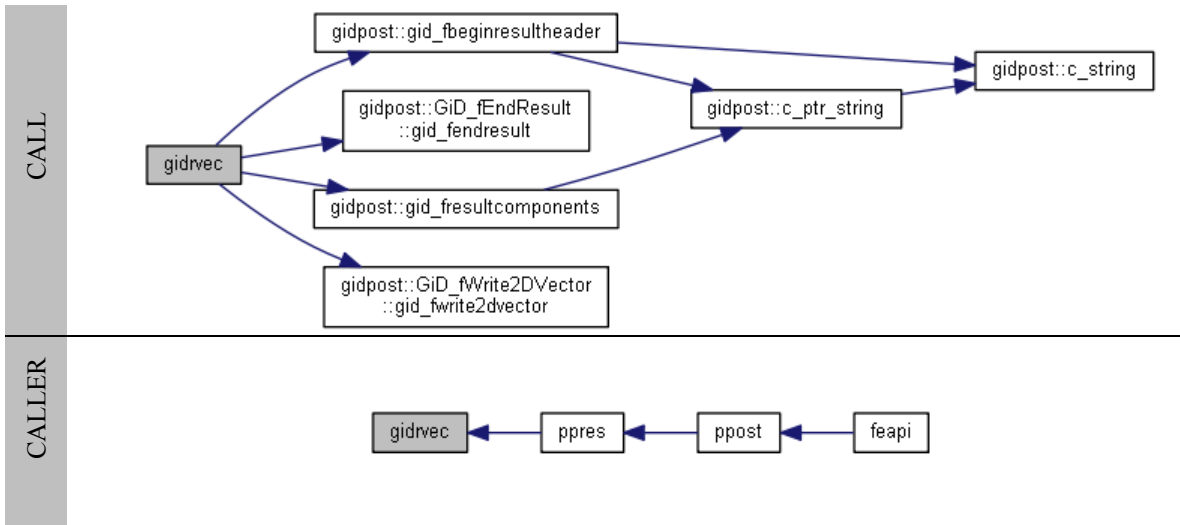 CALL
gidrvec
gidpost::gid_fbeginresultheader
gidpost::GiD_fEndResult
::gid_fendresult
gidpost::gid_fresultcomponents
gidpost::GiD_fWrite2DVector
::gid_fwrite2dvector
gidpost::c_ptr_string
gidpost::c_string
CALLER
gidrvec
ppres
ppost
feapi